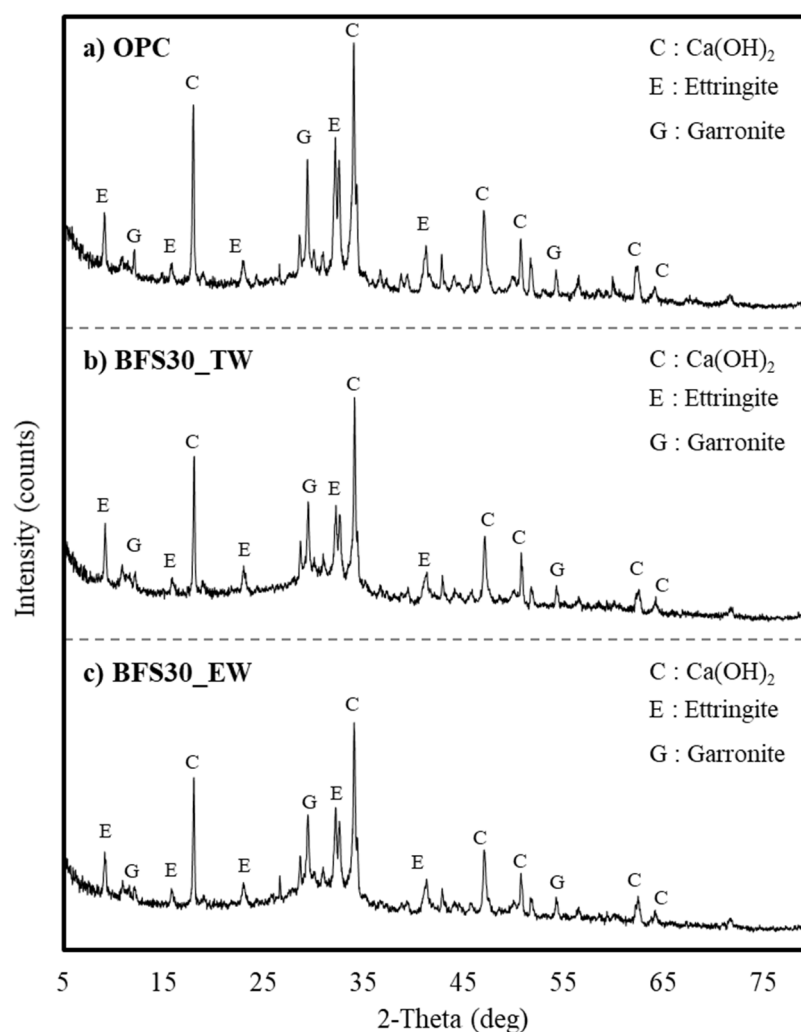 a) OPC
C : Ca(OH)₂
E : Ettringite
G : Garronite
E
G
C
E
E
G
E
C
E
C
C
G
C
C
b) BFS30_TW
C : Ca(OH)₂
E : Ettringite
G : Garronite
E
G
E
C
E
G
E
C
E
C
C
G
C
C
c) BFS30_EW
C : Ca(OH)₂
E : Ettringite
G : Garronite
E
G
E
C
E
G
E
C
E
C
C
G
C
C
Intensity (counts)
5 15 25 35 45 55 65 75
2-Theta (deg)